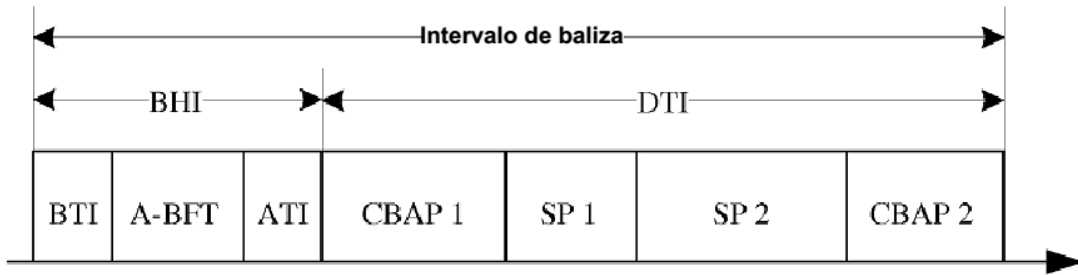 Intervalo de baliza
BHI DTI
BTI A-BFT ATI CBAP 1 SP 1 SP 2 CBAP 2